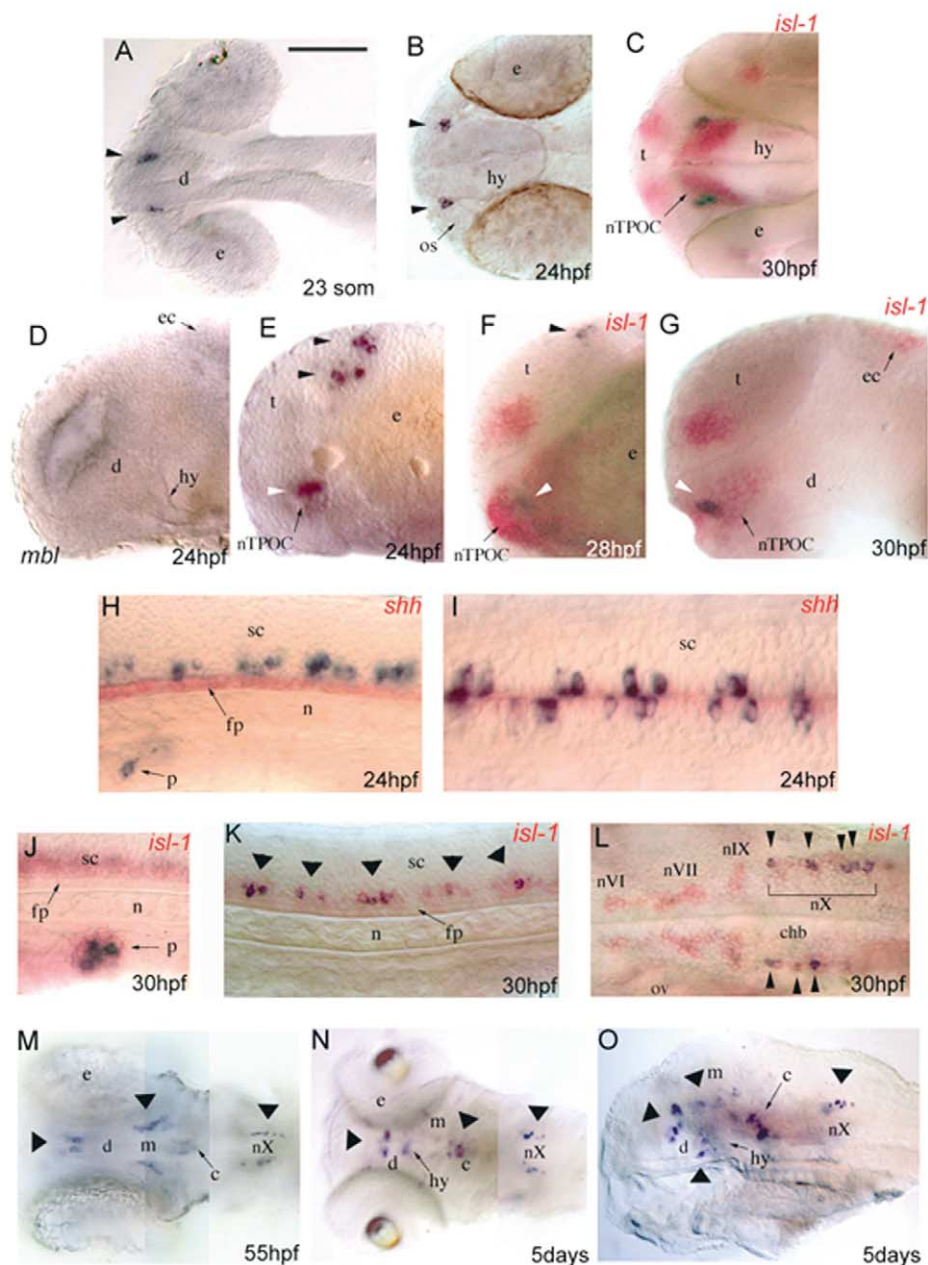 A
d
e
23 som
B
e
hy
os
24hpf
C
isl-1
t
hy
nTPOC
e
30hpf
D
ec
d
hy
mbl
24hpf
E
t
e
nTPOC
24hpf
F
isl-1
t
e
nTPOC
28hpf
G
isl-1
t
ec
d
nTPOC
30hpf
H
shh
sc
n
fp
p
24hpf
I
shh
sc
24hpf
J
isl-1
sc
fp
n
p
30hpf
K
isl-1
sc
n
fp
30hpf
L
isl-1
nIX
nVII
nVI
nX
chb
ov
30hpf
M
e
d
m
c
nX
55hpf
N
e
m
d
hy
c
nX
5days
O
m
c
d
hy
nX
5days